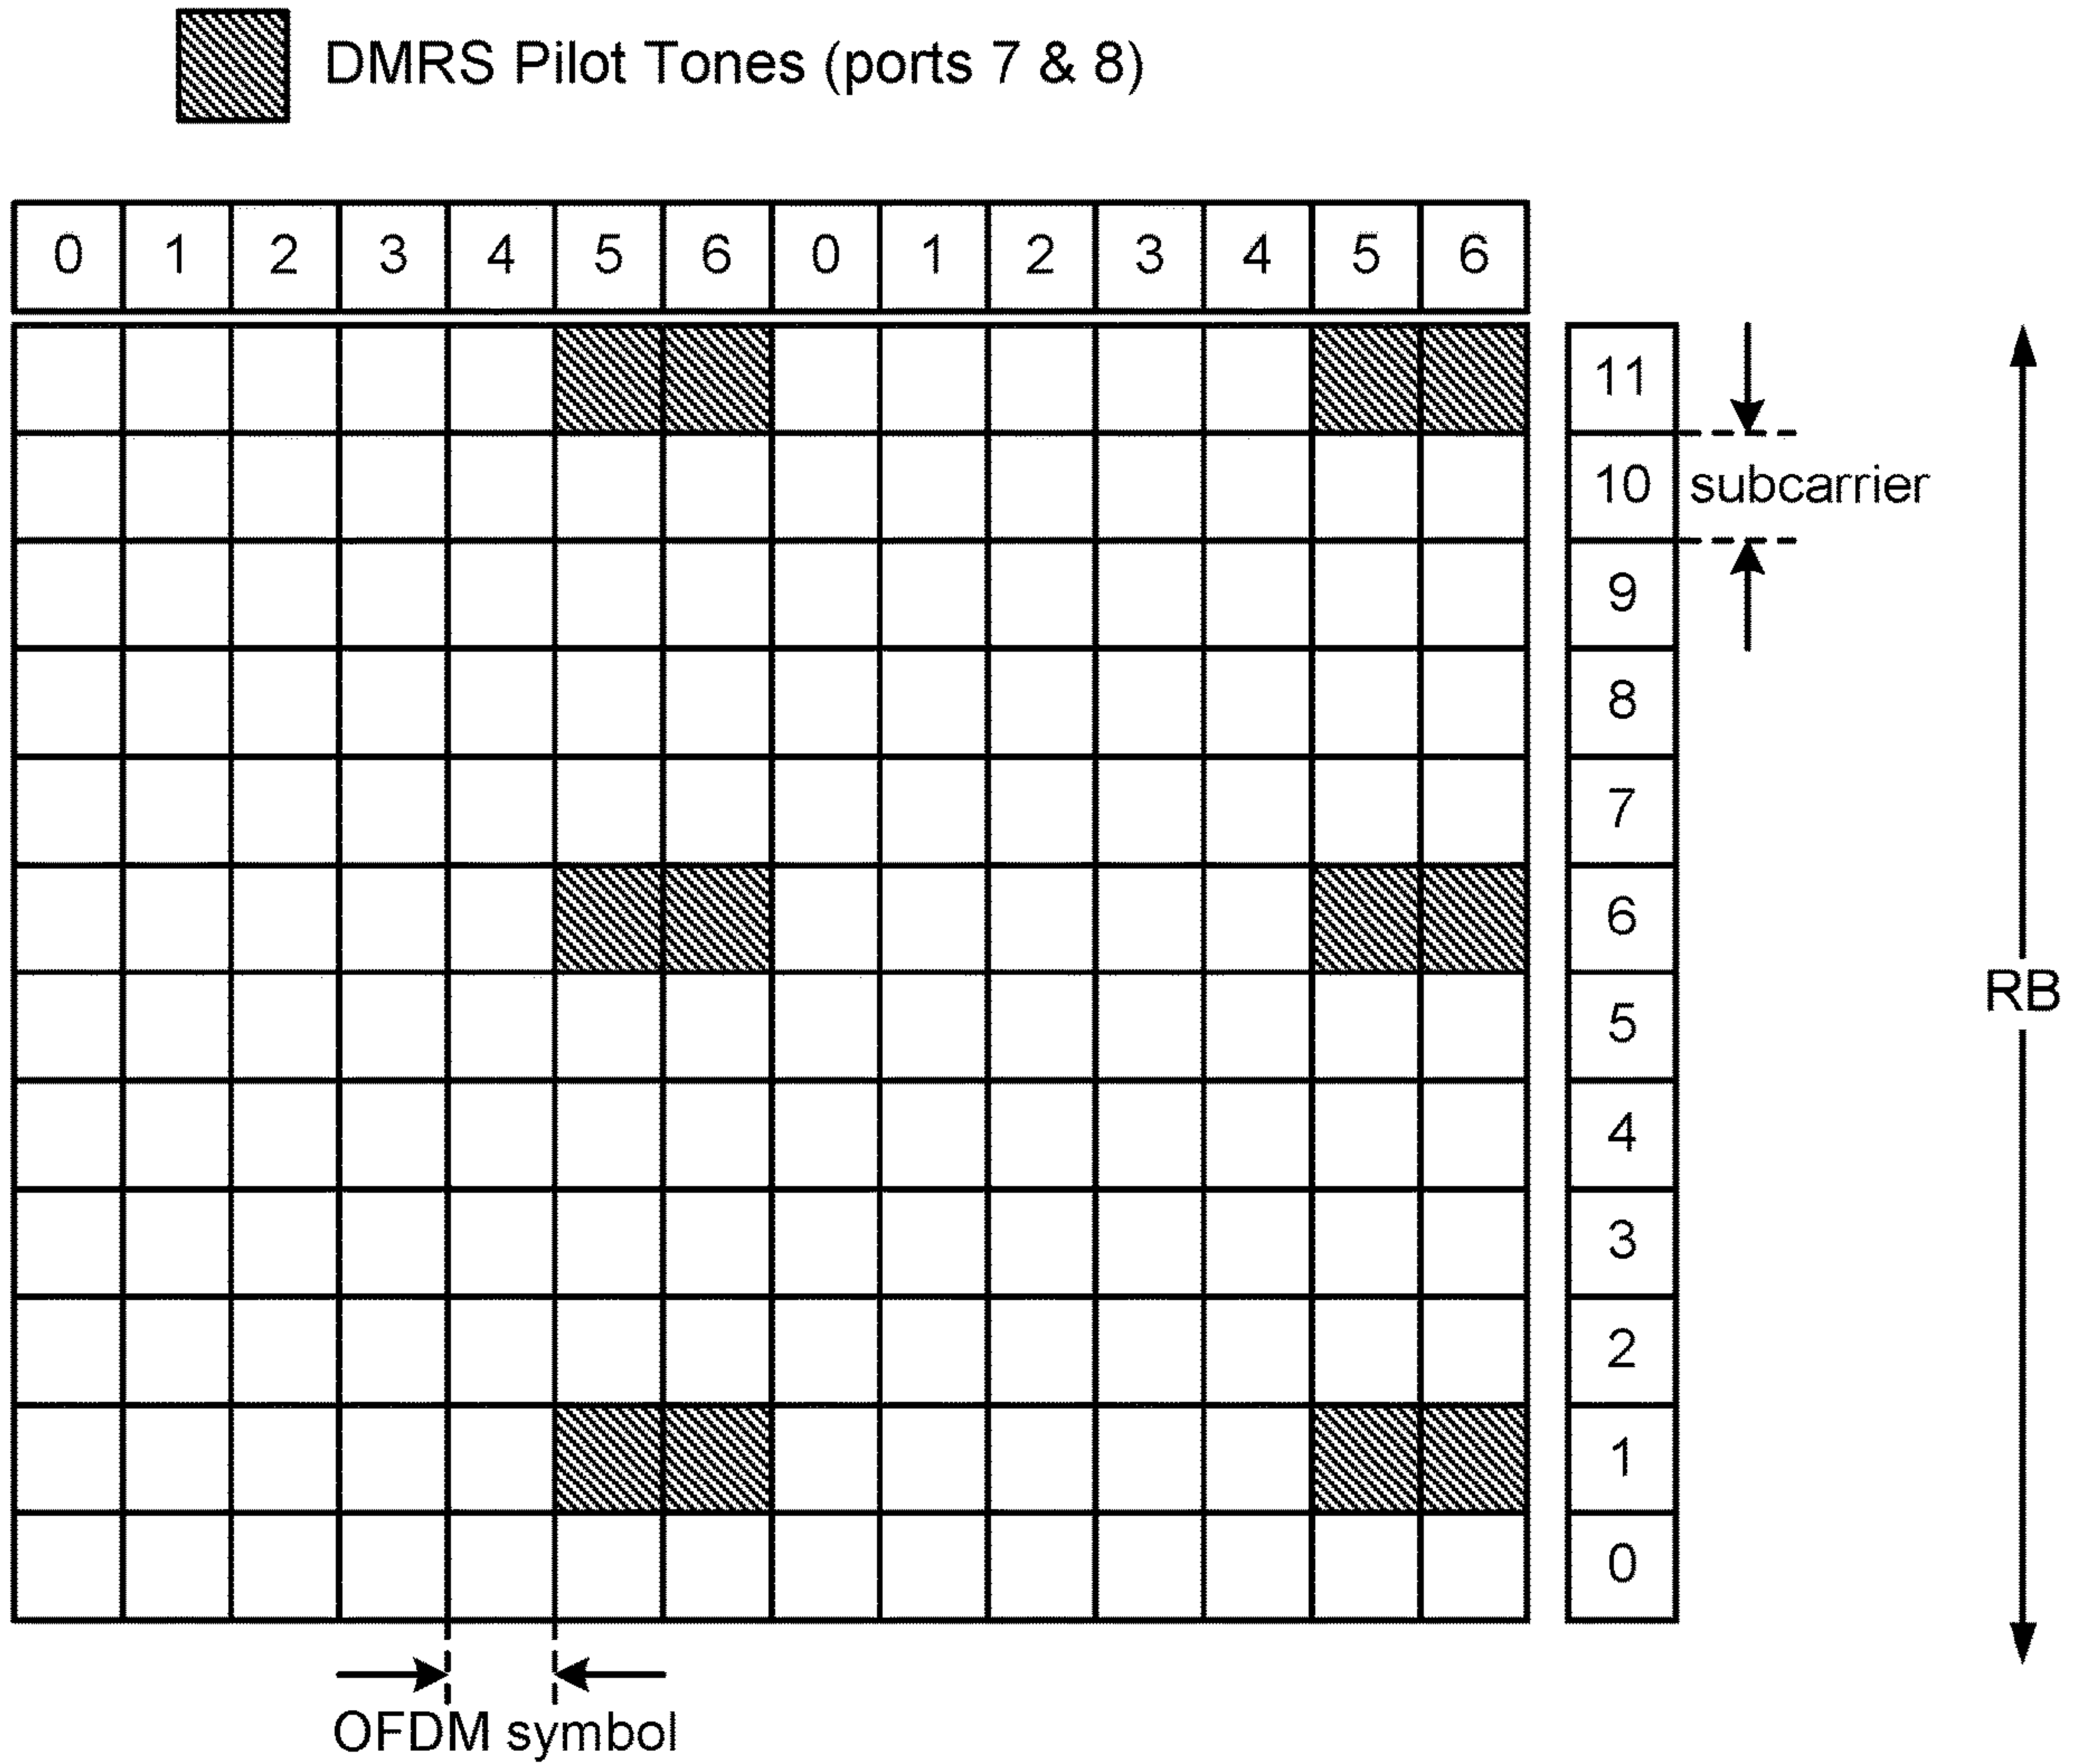 DMRS Pilot Tones (ports 7 & 8)
0 1 2 3 4 5 6 0 1 2 3 4 5 6
11
10 subcarrier
9
8
7
6
RB
5
4
3
2
1
0
OFDM symbol